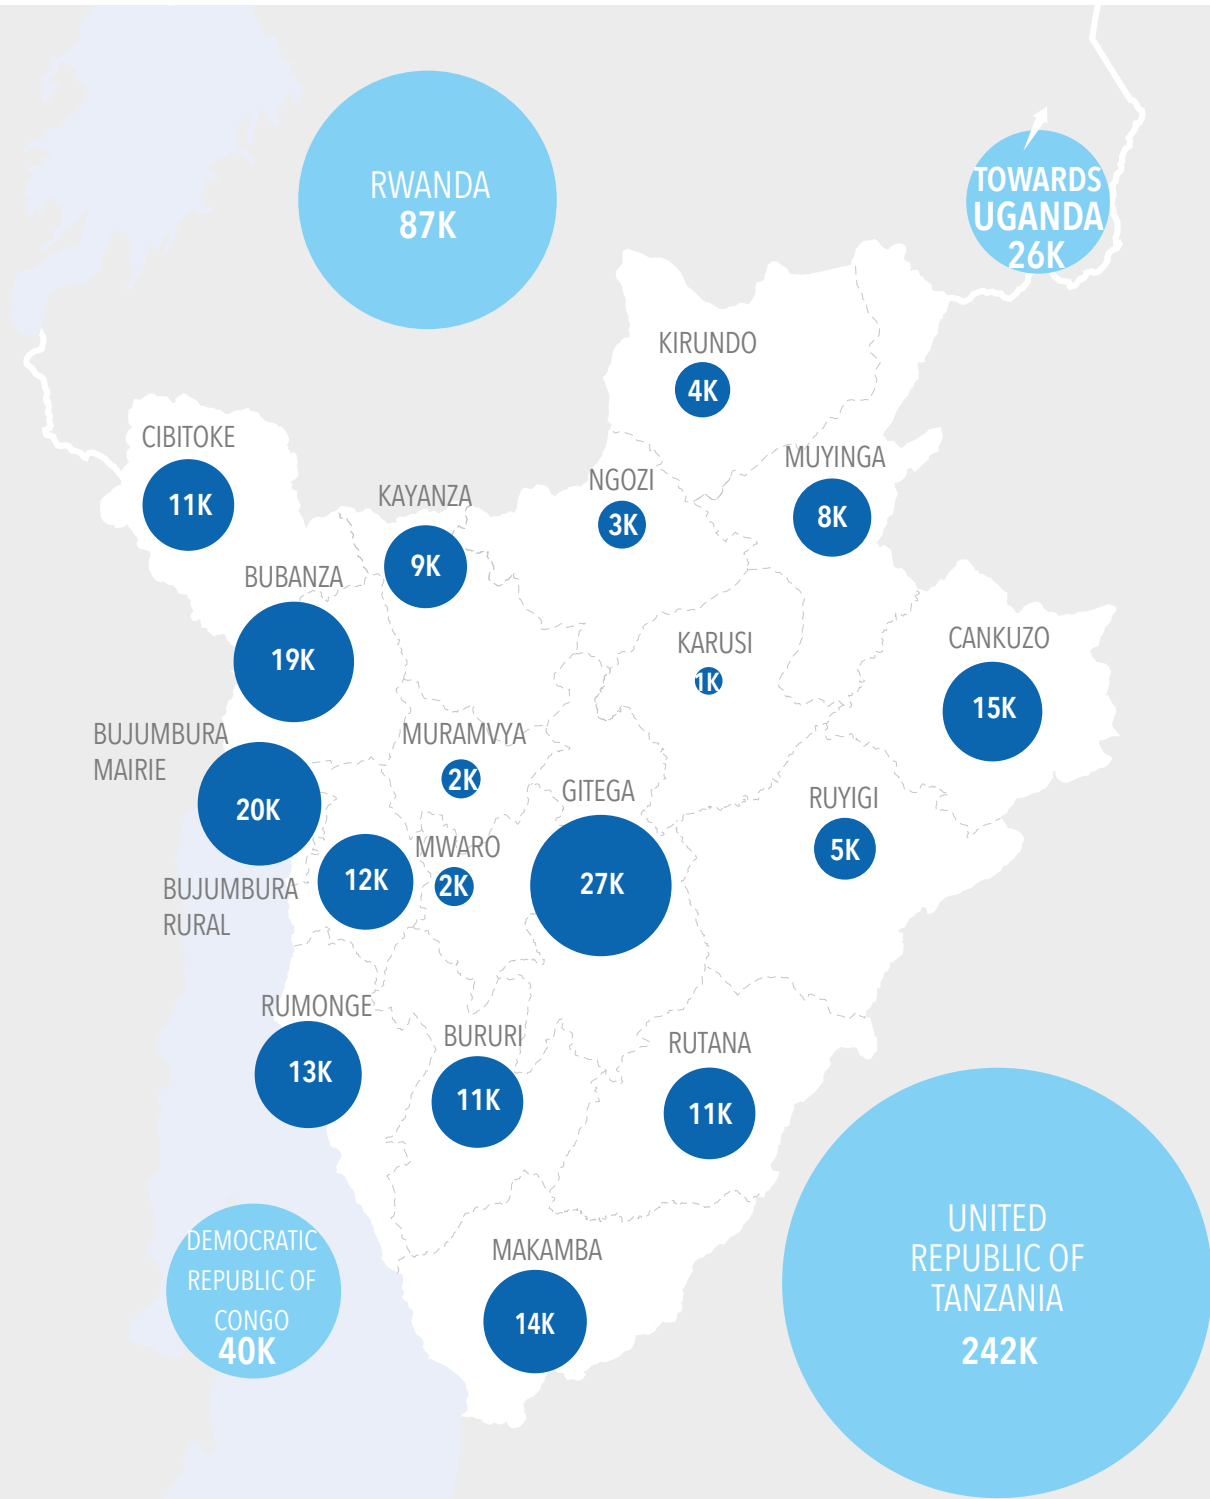 RWANDA
87K
TOWARDS
UGANDA
26K
KIRUNDO
4K
CIBITOKE
11K
MUYINGA
8K
NGOZI
3K
KAYANZA
9K
BUBANZA
19K
KARUSI
1K
CANKUZO
15K
BUJUMBURA
MAIRIE
20K
MURAMVYA
2K
GITEGA
27K
RUYIGI
5K
MWARO
2K
BUJUMBURA
RURAL
12K
RUMONGE
13K
BURURI
11K
RUTANA
11K
DEMOCRATIC
REPUBLIC OF
CONGO
40K
MAKAMBA
14K
UNITED
REPUBLIC OF
TANZANIA
242K